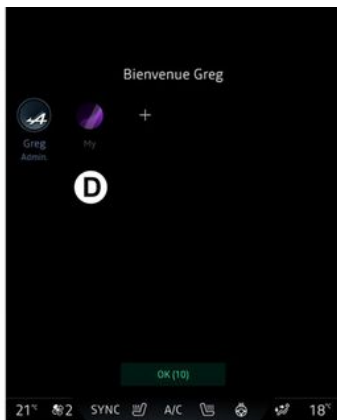 Bienvenue Greg
Greg
Admin.
My
D
OK (10)
21°C 2 SYNC A/C 18°C